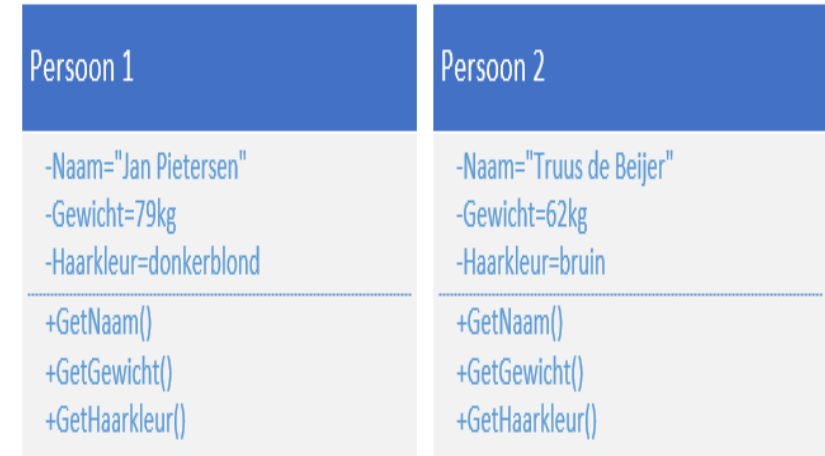 Persoon 1
-Naam="Jan Pietersen"
-Gewicht=79kg
-Haarkleur=donkerblond
+GetNaam()
+GetGewicht()
+GetHaarkleur()
Persoon 2
-Naam="Truus de Beijer"
-Gewicht=62kg
-Haarkleur=bruin
+GetNaam()
+GetGewicht()
+GetHaarkleur()